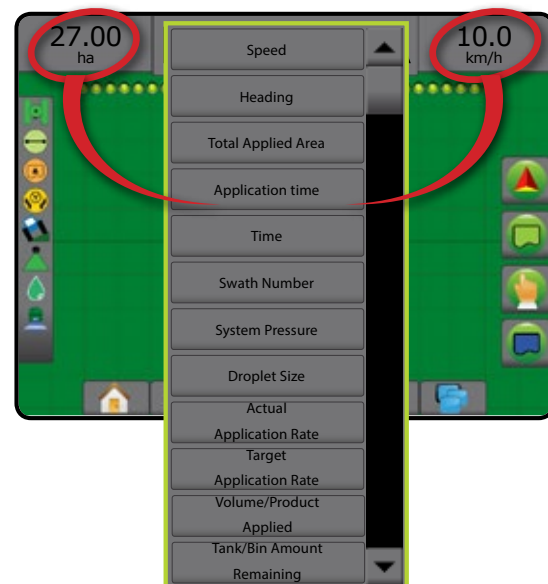 27.00
ha
10.0
km/h
Speed
Heading
Total Applied Area
Application time
Time
Swath Number
System Pressure
Droplet Size
Actual
Application Rate
Target
Application Rate
Volume/Product
Applied
Tank/Bin Amount
Remaining